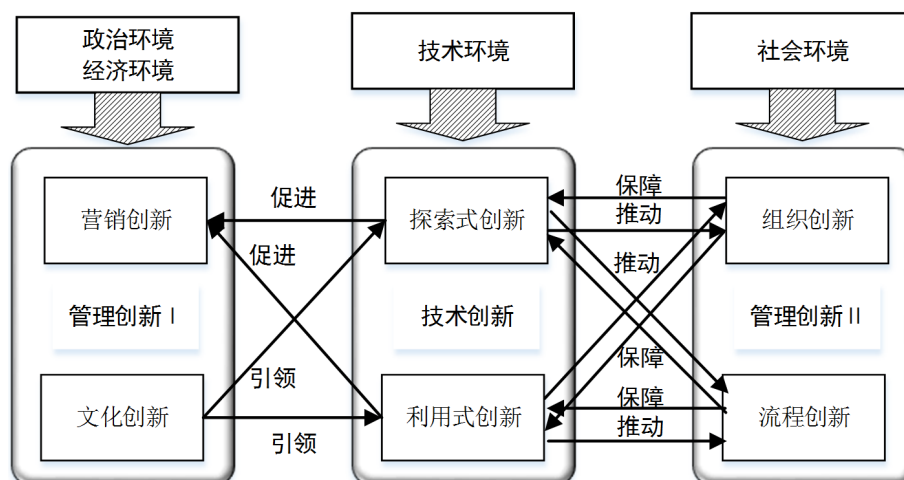 政治环境
经济环境
技术环境
社会环境
营销创新
促进
探索式创新
保障
推动
组织创新
促进
推动
管理创新Ⅰ
技术创新
管理创新Ⅱ
引领
保障
文化创新
引领
利用式创新
保障
推动
流程创新